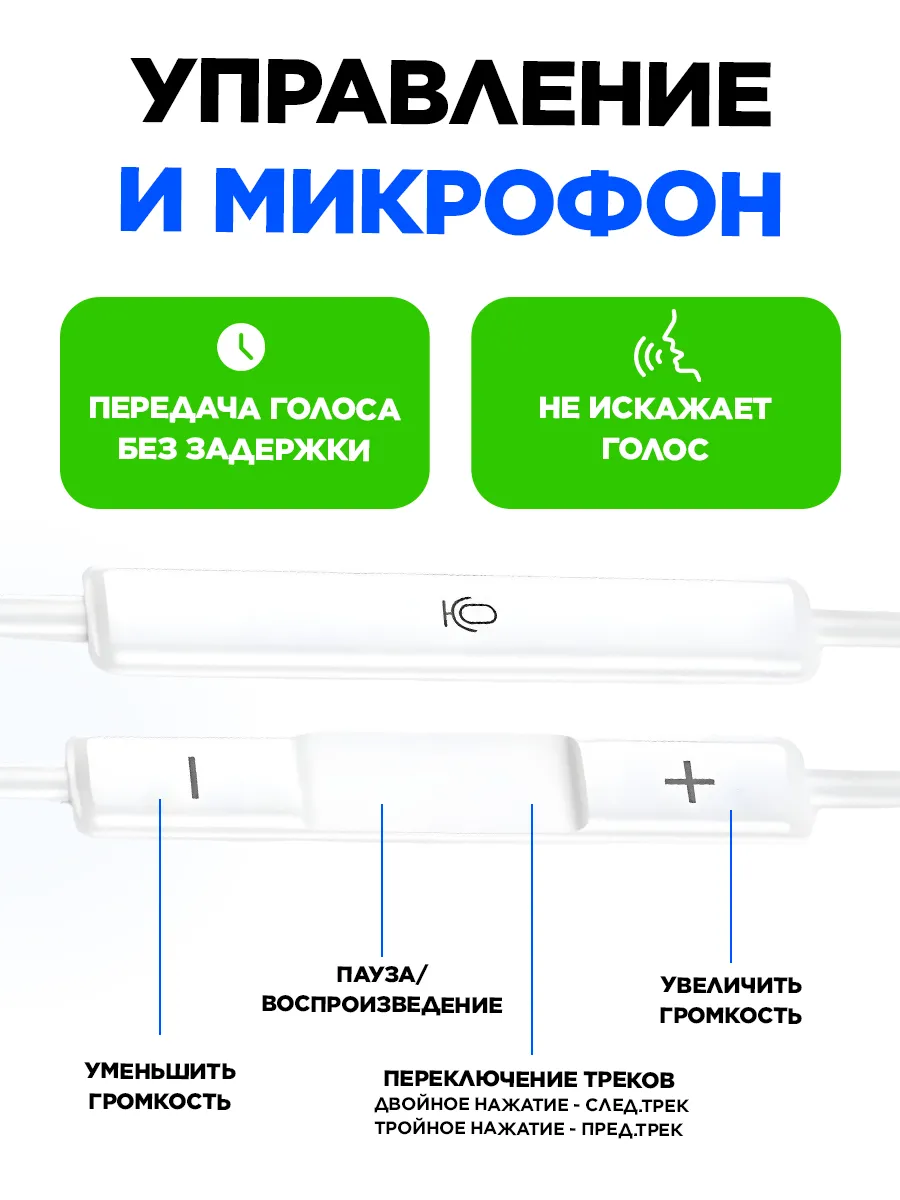 УПРАВЛЕНИЕ
И МИКРОФОН
ПЕРЕДАЧА ГОЛОСА
БЕЗ ЗАДЕРЖКИ
НЕ ИСКАЖАЕТ
ГОЛОС
ПАУЗА/
ВОСПРОИЗВЕДЕНИЕ
УВЕЛИЧИТЬ
ГРОМКОСТЬ
УМЕНЬШИТЬ
ГРОМКОСТЬ
ПЕРЕКЛЮЧЕНИЕ ТРЕКОВ
ДВОЙНОЕ НАЖАТИЕ - СЛЕД.ТРЕК
ТРОЙНОЕ НАЖАТИЕ - ПРЕД.ТРЕК